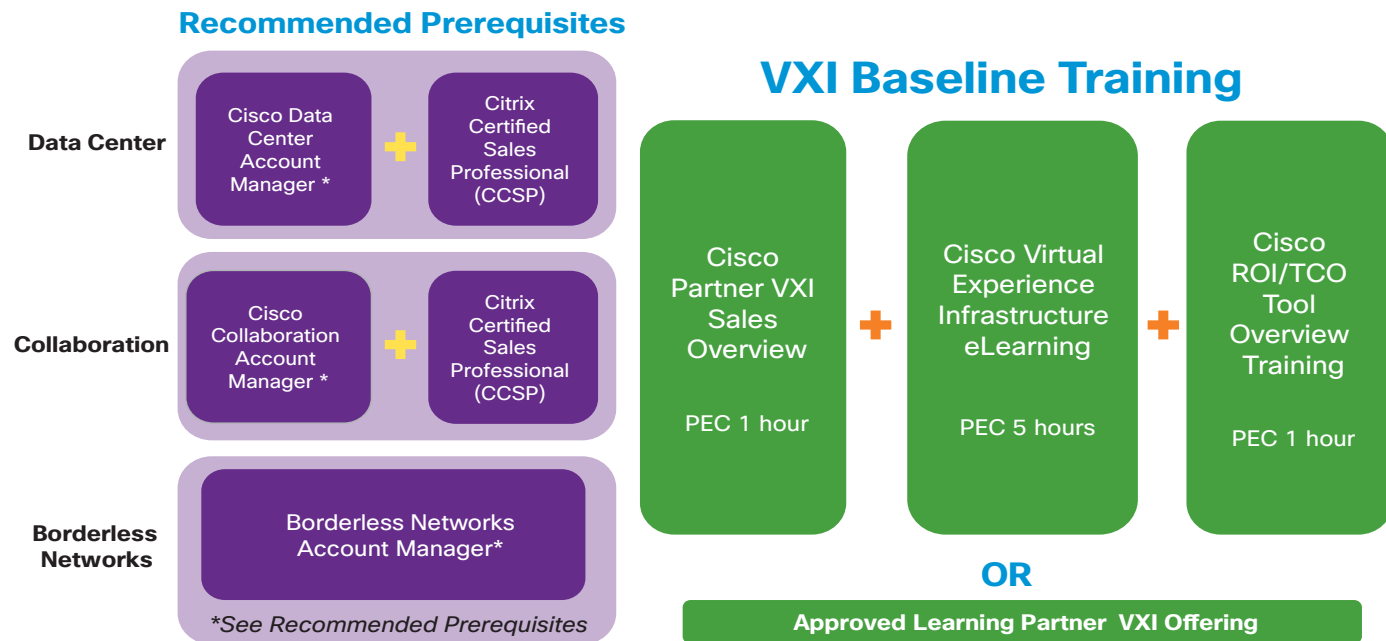 Recommended Prerequisites
Data Center
Cisco Data
Center
Account
Manager *
Citrix
Certified
Sales
Professional
(CCSP)
Collaboration
Cisco
Collaboration
Account
Manager *
Citrix
Certified
Sales
Professional
(CCSP)
Borderless
Networks
Borderless Networks
Account Manager*
*See Recommended Prerequisites
VXI Baseline Training
Cisco
Partner VXI
Sales
Overview
PEC 1 hour
Cisco Virtual
Experience
Infrastructure
eLearning
PEC 5 hours
Cisco
ROI/TCO
Tool
Overview
Training
PEC 1 hour
OR
Approved Learning Partner VXI Offering